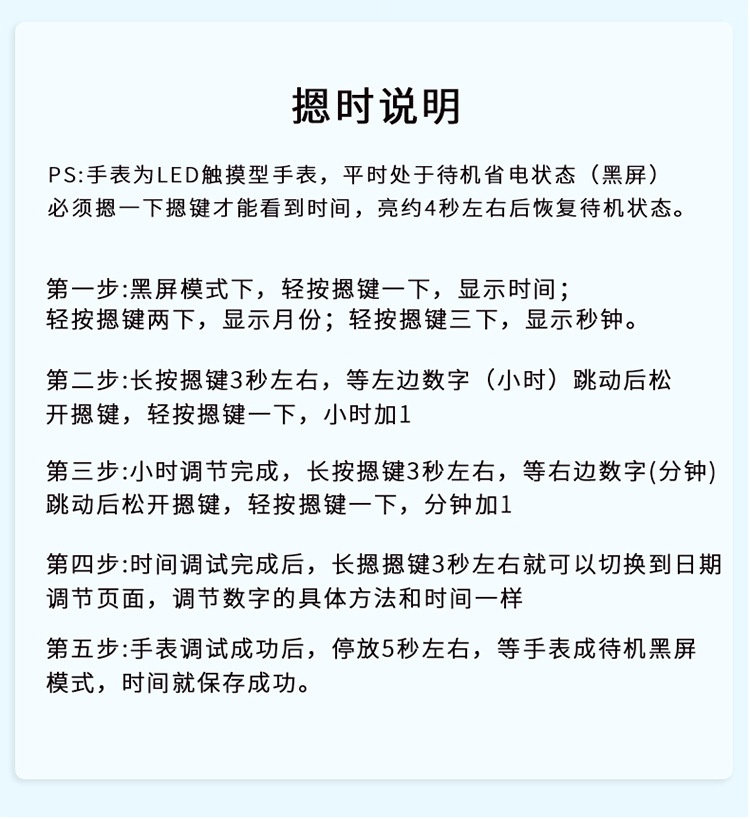 摁时说明
PS:手表为LED触摸型手表，平时处于待机省电状态（黑屏）
必须摁一下摁键才能看到时间，亮约4秒左右后恢复待机状态。
第一步:黑屏模式下，轻按摁键一下，显示时间；
轻按摁键两下，显示月份；轻按摁键三下，显示秒钟。
第二步:长按摁键3秒左右，等左边数字（小时）跳动后松
开摁键，轻按摁键一下，小时加1
第三步:小时调节完成，长按摁键3秒左右，等右边数字(分钟)
跳动后松开摁键，轻按摁键一下，分钟加1
第四步:时间调试完成后，长摁摁键3秒左右就可以切换到日期
调节页面，调节数字的具体方法和时间一样
第五步:手表调试成功后，停放5秒左右，等手表成待机黑屏
模式，时间就保存成功。